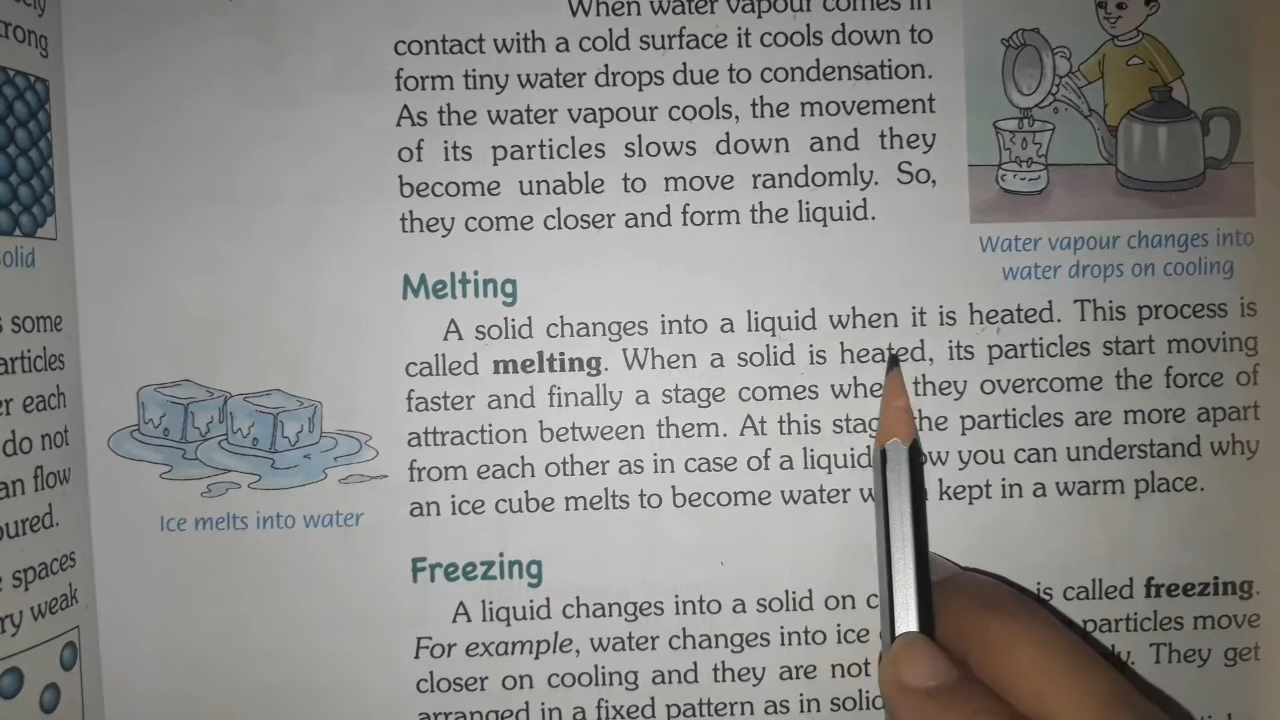 rong
olid
some
articles
er each
do not
an flow
oured.
spaces
ry weak
When water vapour comes in
contact with a cold surface it cools down to
form tiny water drops due to condensation.
As the water vapour cools, the movement
of its particles slows down and they
become unable to move randomly. So,
they come closer and form the liquid.
Water vapour changes into
water drops on cooling
Melting
A solid changes into a liquid when it is heated. This process is
called melting. When a solid is heated, its particles start moving
faster and finally a stage comes when they overcome the force of
attraction between them. At this stag the particles are more apart
from each other as in case of a liquid ow you can understand why
an ice cube melts to become water w kept in a warm place.
Ice melts into water
Freezing
A liquid changes into a solid on c is called freezing.
For example, water changes into ice particles move
closer on cooling and they are not y. They get
arranged in a fixed pattern as in solid